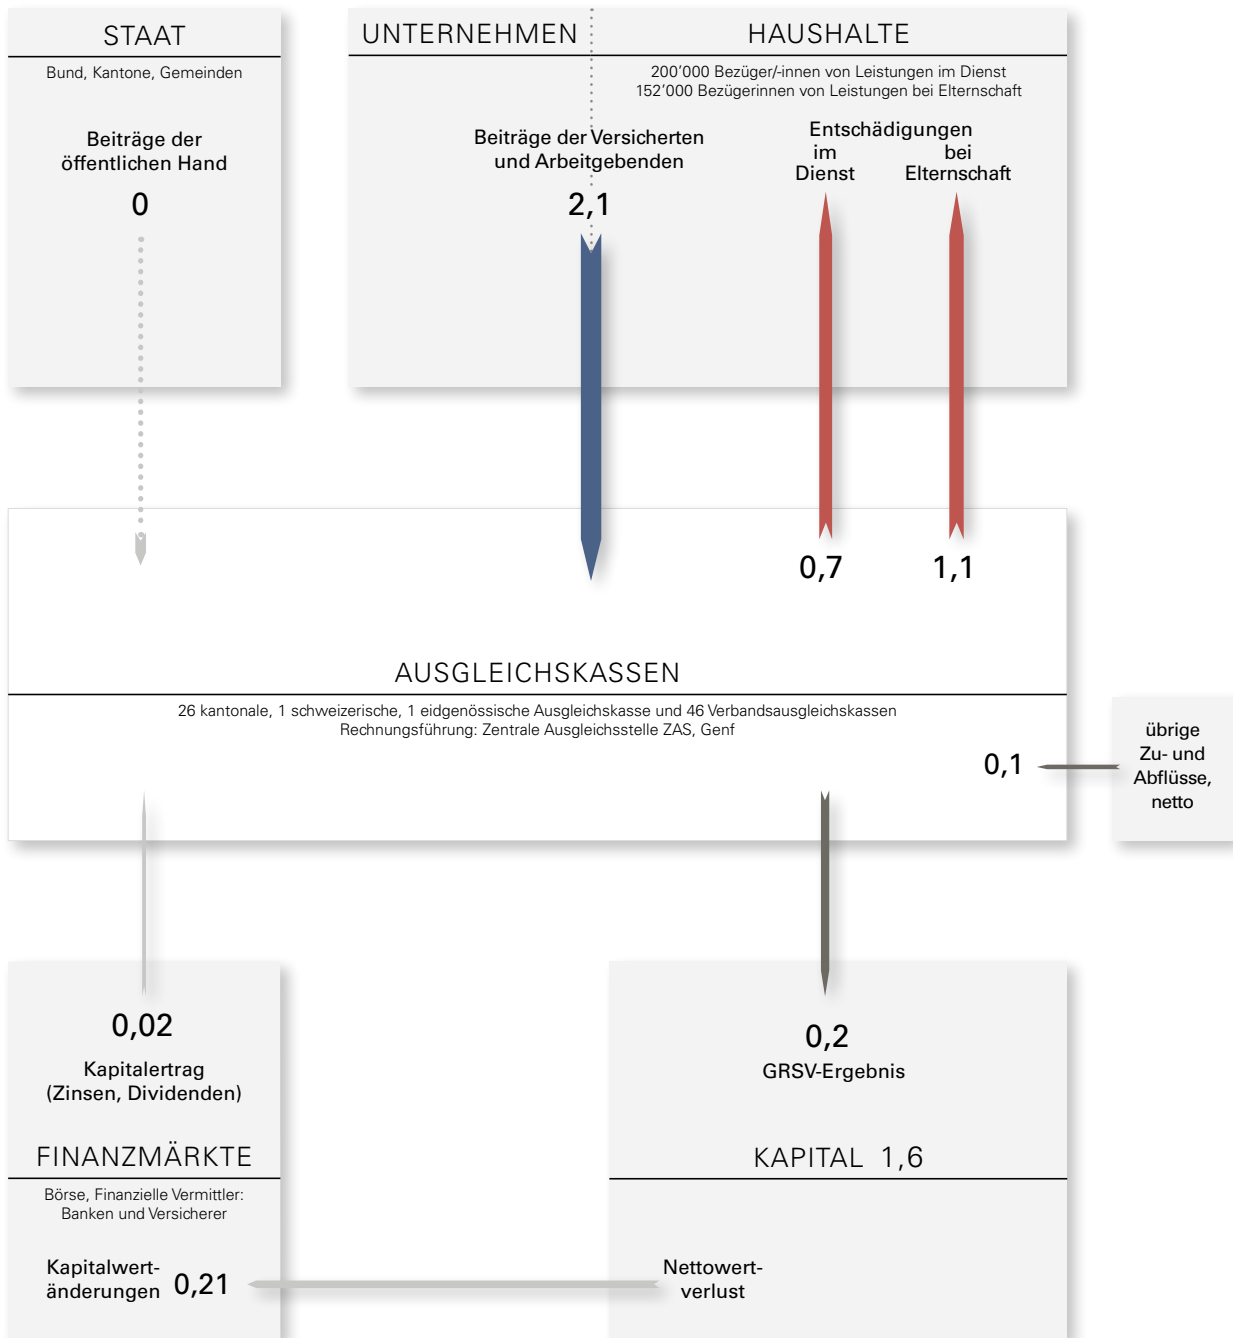 STAAT
Bund, Kantone, Gemeinden
Beiträge der
öffentlichen Hand
0
UNTERNEHMEN
HAUSHALTE
200’000 Bezüger/-innen von Leistungen im Dienst
152’000 Bezügerinnen von Leistungen bei Elternschaft
Beiträge der Versicherten
und Arbeitgebenden
2,1
Entschädigungen
im
Dienst
bei
Elternschaft
0,7
1,1
AUSGLEICHSKASSEN
26 kantonale, 1 schweizerische, 1 eidgenössische Ausgleichskasse und 46 Verbandsausgleichskassen
Rechnungsführung: Zentrale Ausgleichsstelle ZAS, Genf
0,1
übrige
Zu- und
Abflüsse,
netto
0,02
Kapitalertrag
(Zinsen, Dividenden)
FINANZMÄRKTE
Börse, Finanzielle Vermittler:
Banken und Versicherer
Kapitalwert-
änderungen
0,21
0,2
GRSV-Ergebnis
KAPITAL 1,6
Nettowert-
verlust